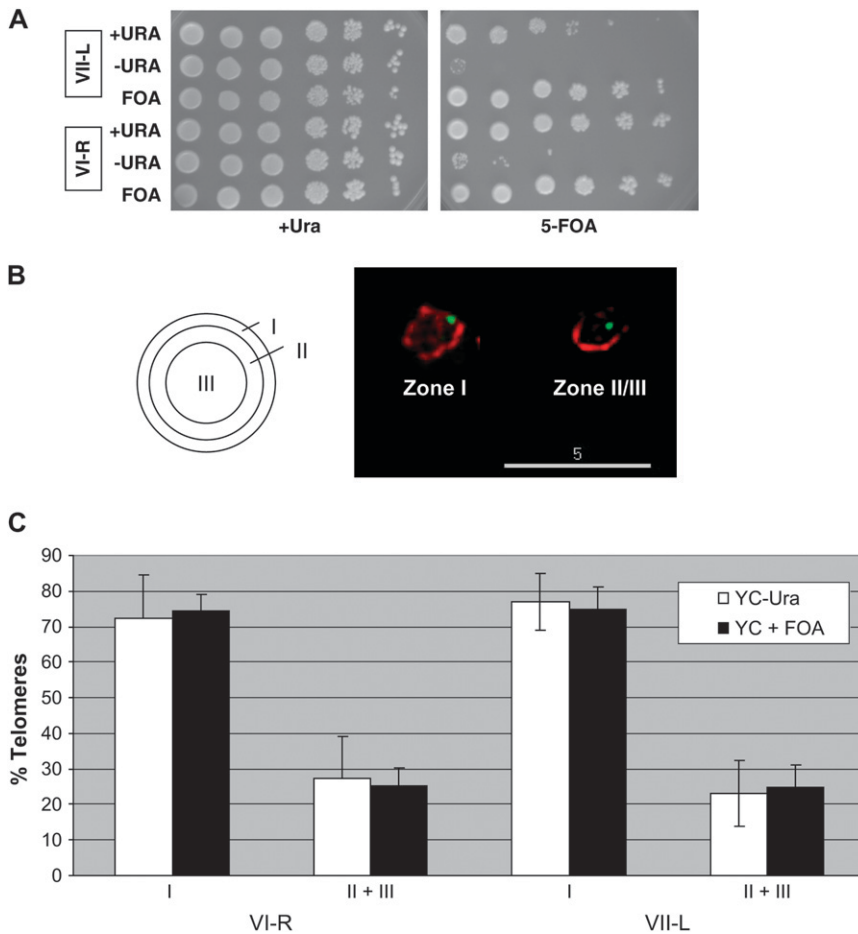 A
VII-L
+URA
-URA
FOA
VI-R
+URA
-URA
FOA
+Ura
5-FOA
B
I
II
III
Zone I
Zone II/III
5
C
% Telomeres
90
80
70
60
50
40
30
20
10
0
YC-Ura
YC + FOA
I
II + III
I
II + III
VI-R
VII-L